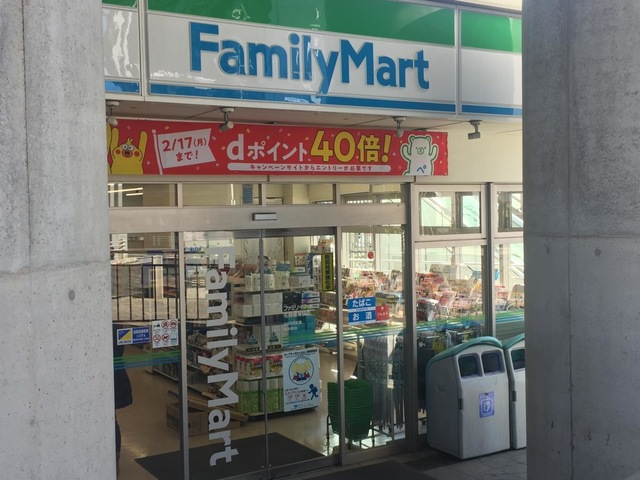 FamilyMart
2/17(月)
まで!
dポイント40倍!
キャンペーンサイトからエントリーが必要です
FamilyMart
たばこ
お酒